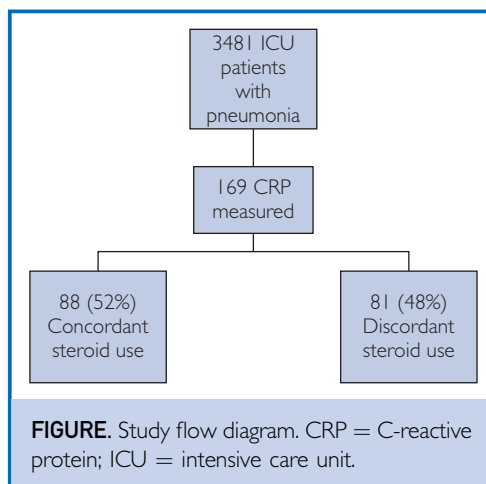 3481 ICU
patients
with
pneumonia
169 CRP
measured
88 (52%)
Concordant
steroid use
81 (48%)
Discordant
steroid use
FIGURE. Study flow diagram. CRP = C-reactive
protein; ICU = intensive care unit.